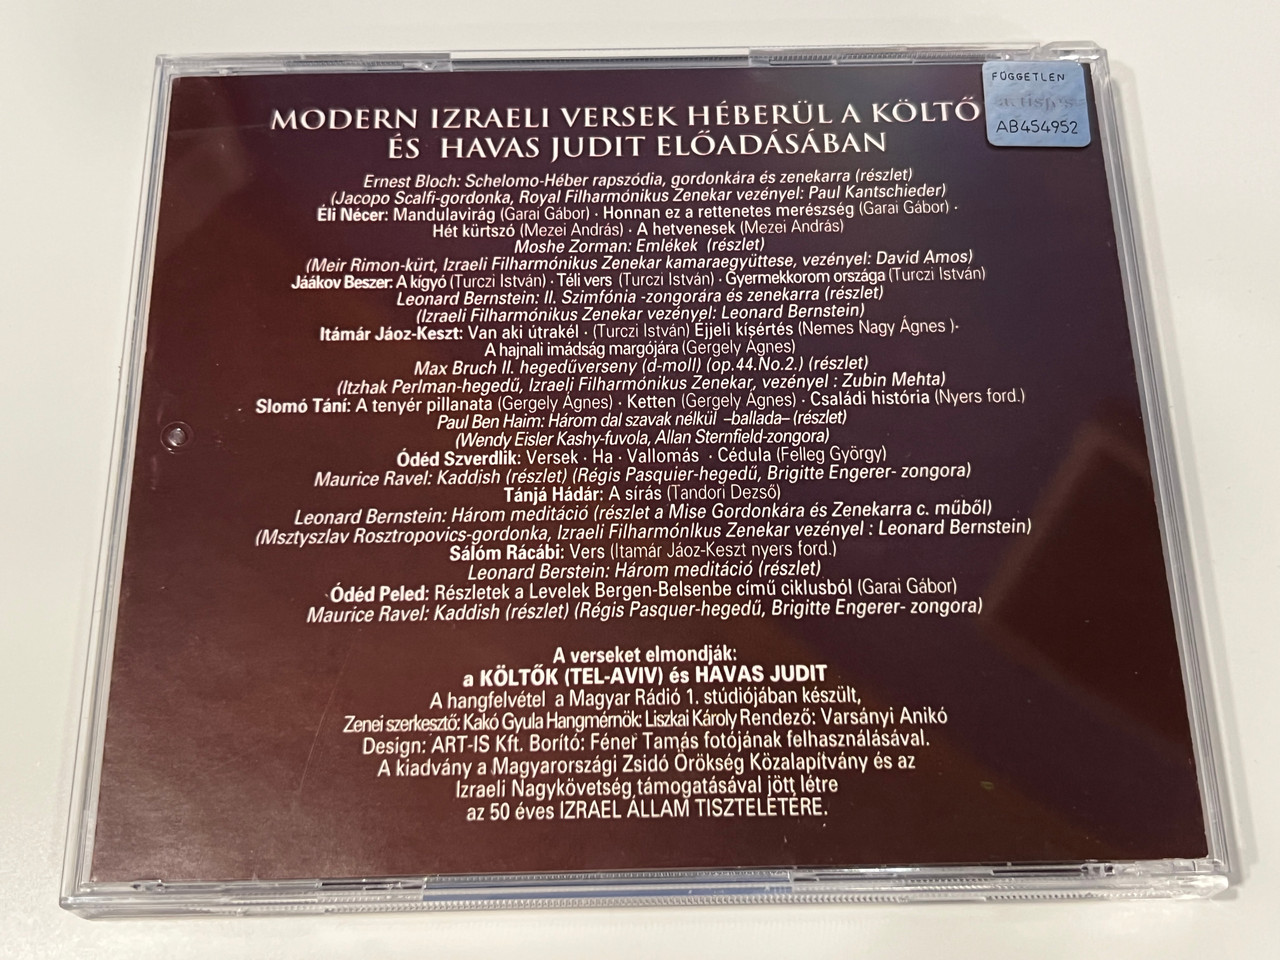 FÜGGETLEN
AB454952
MODERN IZRAELI VERSEK HÉBERÜL A KÖLTŐ
ÉS HAVAS JUDIT ELŐADÁSÁBAN
Ernest Bloch: Schelomo-Héber rapszódia, gordonkára és zenekarra (részlet)
(Jacopo Scalfi-gordonka, Royal Filharmónikus Zenekar vezényel: Paul Kantschieder)
Éli Nécer: Mandulavirág (Garai Gábor) · Honnan ez a rettenetes merészség (Garai Gábor) ·
Hét kürtszó (Mezei András) · A hetvenesek (Mezei András)
Moshe Zorman: Emlékek (részlet)
(Meir Rimon-kürt, Izraeli Filharmónikus Zenekar kamaraegyüttese, vezényel: David Amos)
Jáákov Beszer: A kígyó (Turczi István) · Téli vers (Turczi István) · Gyermekkorom országa (Turczi István)
Leonard Bernstein: II. Szimfónia -zongorára és zenekarra (részlet)
(Izraeli Filharmónikus Zenekar vezényel: Leonard Bernstein)
Itámár Jáoz-Keszt: Van aki útrakél · (Turczi István) Éjjeli kísértés (Nemes Nagy Ágnes )·
A hajnali imádság margójára (Gergely Ágnes)
Max Bruch II. hegedűverseny (d-moll) (op.44.No.2.) (részlet)
(Itzhak Perlman-hegedű, Izraeli Filharmónikus Zenekar, vezényel : Zubin Mehta)
Slomó Tání: A tenyér pillanata (Gergely Ágnes) · Ketten (Gergely Ágnes) · Családi história (Nyers ford.)
Paul Ben Haim: Három dal szavak nélkül –ballada– (részlet)
(Wendy Eisler Kashy-fuvola, Allan Sternfield-zongora)
Ódéd Szverdlik: Versek · Ha · Vallomás · Cédula (Felleg György)
Maurice Ravel: Kaddish (részlet) (Régis Pasquier-hegedű, Brigitte Engerer- zongora)
Tánjá Hádár: A sírás (Tandori Dezső)
Leonard Bernstein: Három meditáció (részlet a Mise Gordonkára és Zenekarra c. műből)
(Msztyszlav Rosztropovics-gordonka, Izraeli Filharmónikus Zenekar vezényel : Leonard Bernstein)
Sálóm Rácábi: Vers (Itamár Jáoz-Keszt nyers ford.)
Leonard Berstein: Három meditáció (részlet)
Ódéd Peled: Részletek a Levelek Bergen-Belsenbe című ciklusból (Garai Gábor)
Maurice Ravel: Kaddish (részlet) (Régis Pasquer-hegedű, Brigitte Engerer- zongora)
A verseket elmondják:
a KÖLTŐK (TEL-AVIV) és HAVAS JUDIT
A hangfelvétel a Magyar Rádió 1. stúdiójában készült,
Zenei szerkesztő: Kakó Gyula Hangmérnök: Liszkai Károly Rendező: Varsányi Anikó
Design: ART-IS Kft. Borító: Féner Tamás fotójának felhasználásával.
A kiadvány a Magyarországi Zsidó Örökség Közalapítvány és az
Izraeli Nagykövetség támogatásával jött létre
az 50 éves IZRAEL ÁLLAM TISZTELETÉRE.